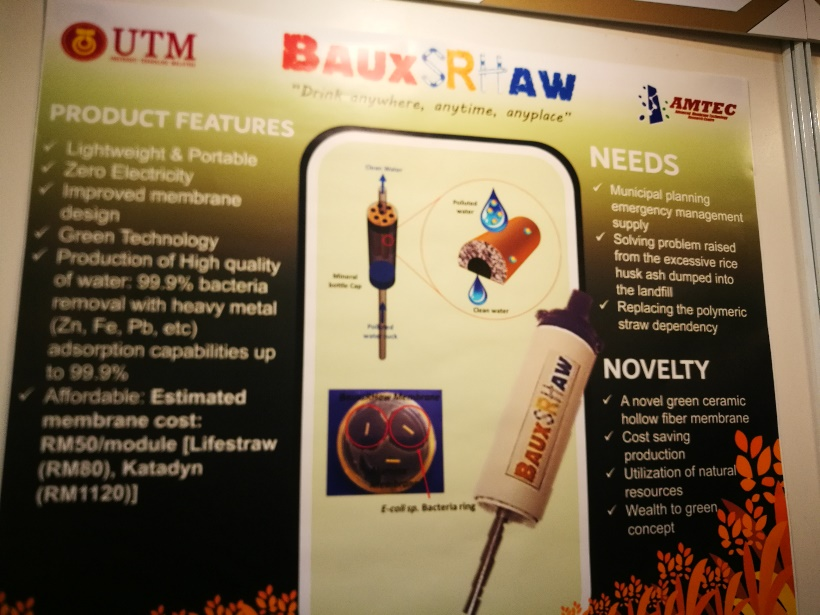 UTM
BAUXSRHAW
"Drink anywhere, anytime, anyplace"
AMTEC
PRODUCT FEATURES
✓ Lightweight & Portable
✓ Zero Electricity
✓ Improved membrane
design
✓ Green Technology
✓ Production of High quality
of water: 99.9% bacteria
removal with heavy metal
(Zn, Fe, Pb, etc)
adsorption capabilities up
to 99.9%
✓ Affordable: Estimated
membrane cost:
RM50/module [Lifestraw
(RM80), Katadyn
(RM1120)]
Clean Water
Mineral
bottle Cap
Polluted
Polluted
water
Clean water
Membrane
E-coli sp. Bacteria ring
BAUXSRHAW
NEEDS
✓ Municipal planning
emergency management
supply
✓ Solving problem raised
from the excessive rice
husk ash dumped into
the landfill
✓ Replacing the polymeric
straw dependency
NOVELTY
✓ A novel green ceramic
hollow fiber membrane
✓ Cost saving
production
✓ Utilization of natural
resources
✓ Wealth to green
concept